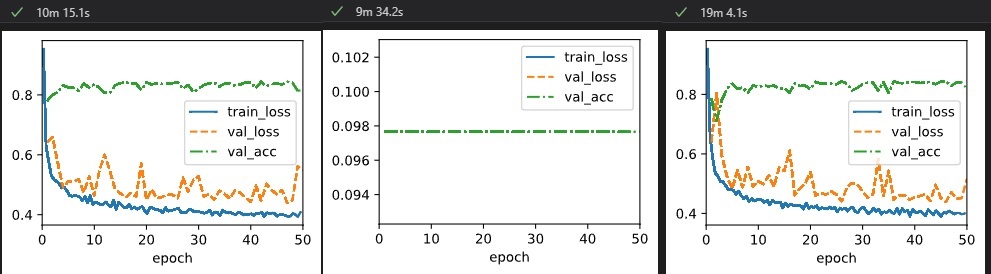 10m 15.1s
0.8
0.6
0.4
train_loss
val_loss
val_acc
0 10 20 30 40 50
epoch
9m 34.2s
0.102
0.100
0.098
0.096
0.094
train_loss
val_loss
val_acc
0 10 20 30 40 50
epoch
19m 4.1s
0.8
0.6
0.4
train_loss
val_loss
val_acc
0 10 20 30 40 50
epoch